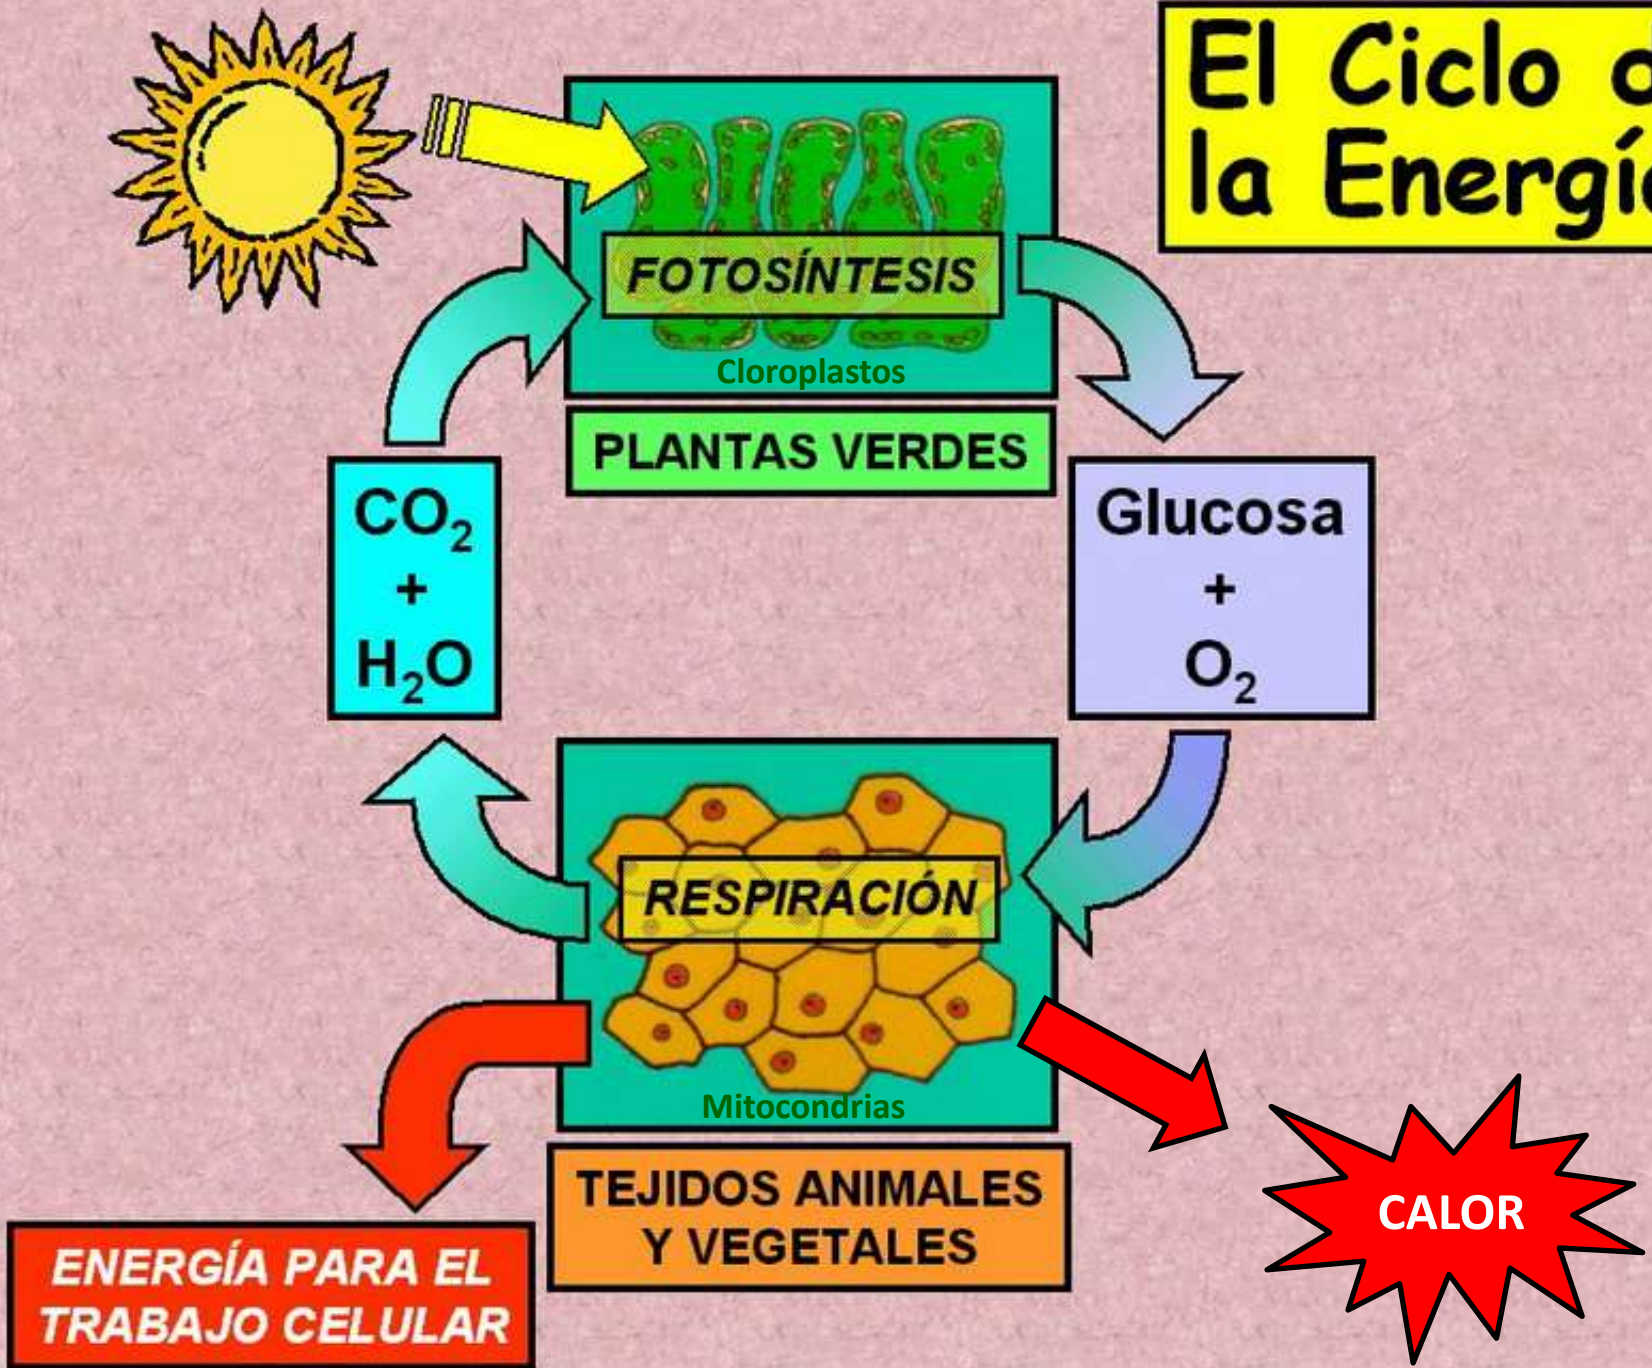 El Ciclo
la Energía
FOTOSÍNTESIS
Cloroplastos
PLANTAS VERDES
CO₂
+
H₂O
Glucosa
+
O₂
RESPIRACIÓN
Mitocondrias
TEJIDOS ANIMALES
Y VEGETALES
ENERGÍA PARA EL
TRABAJO CELULAR
CALOR